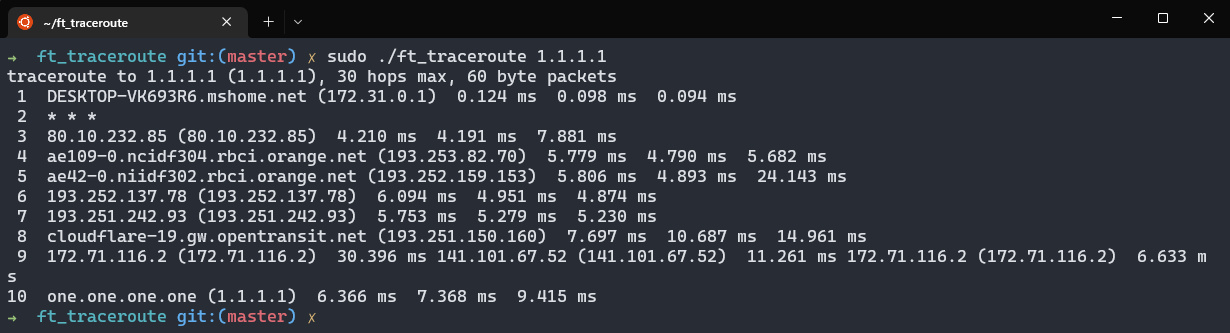 ~/ft_traceroute
→ ft_traceroute git:(master) ✗ sudo ./ft_traceroute 1.1.1.1
traceroute to 1.1.1.1 (1.1.1.1), 30 hops max, 60 byte packets
 1  DESKTOP-VK693R6.mshome.net (172.31.0.1)  0.124 ms  0.098 ms  0.094 ms
 2  * * *
 3  80.10.232.85 (80.10.232.85)  4.210 ms  4.191 ms  7.881 ms
 4  ae109-0.ncidf304.rbci.orange.net (193.253.82.70)  5.779 ms  4.790 ms  5.682 ms
 5  ae42-0.niidf302.rbci.orange.net (193.252.159.153)  5.806 ms  4.893 ms  24.143 ms
 6  193.252.137.78 (193.252.137.78)  6.094 ms  4.951 ms  4.874 ms
 7  193.251.242.93 (193.251.242.93)  5.753 ms  5.279 ms  5.230 ms
 8  cloudflare-19.gw.opentransit.net (193.251.150.160)  7.697 ms  10.687 ms  14.961 ms
 9  172.71.116.2 (172.71.116.2)  30.396 ms 141.101.67.52 (141.101.67.52)  11.261 ms 172.71.116.2 (172.71.116.2)  6.633 m
s
10  one.one.one.one (1.1.1.1)  6.366 ms  7.368 ms  9.415 ms
→ ft_traceroute git:(master) ✗